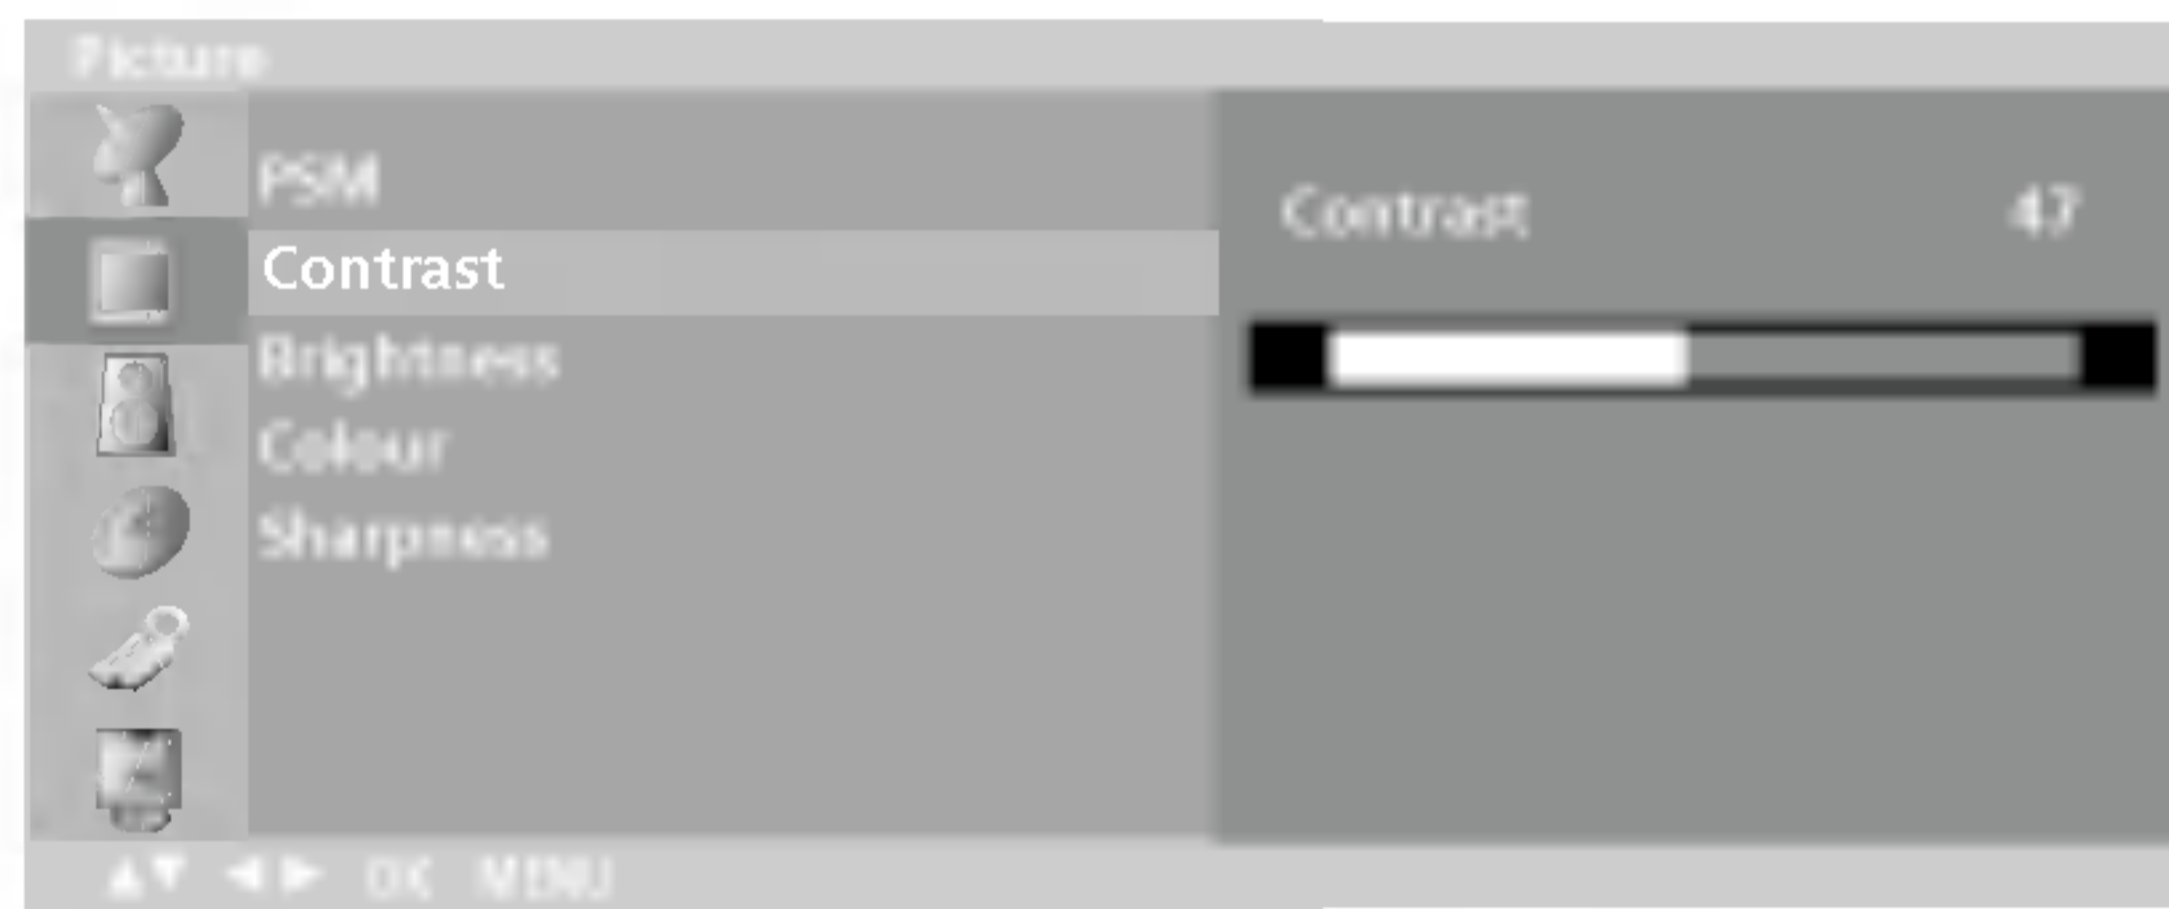 Picture
PSM
Contrast
Brightness
Colour
Sharpness
Contrast 47
▲▼ ◀▶ OK MENU